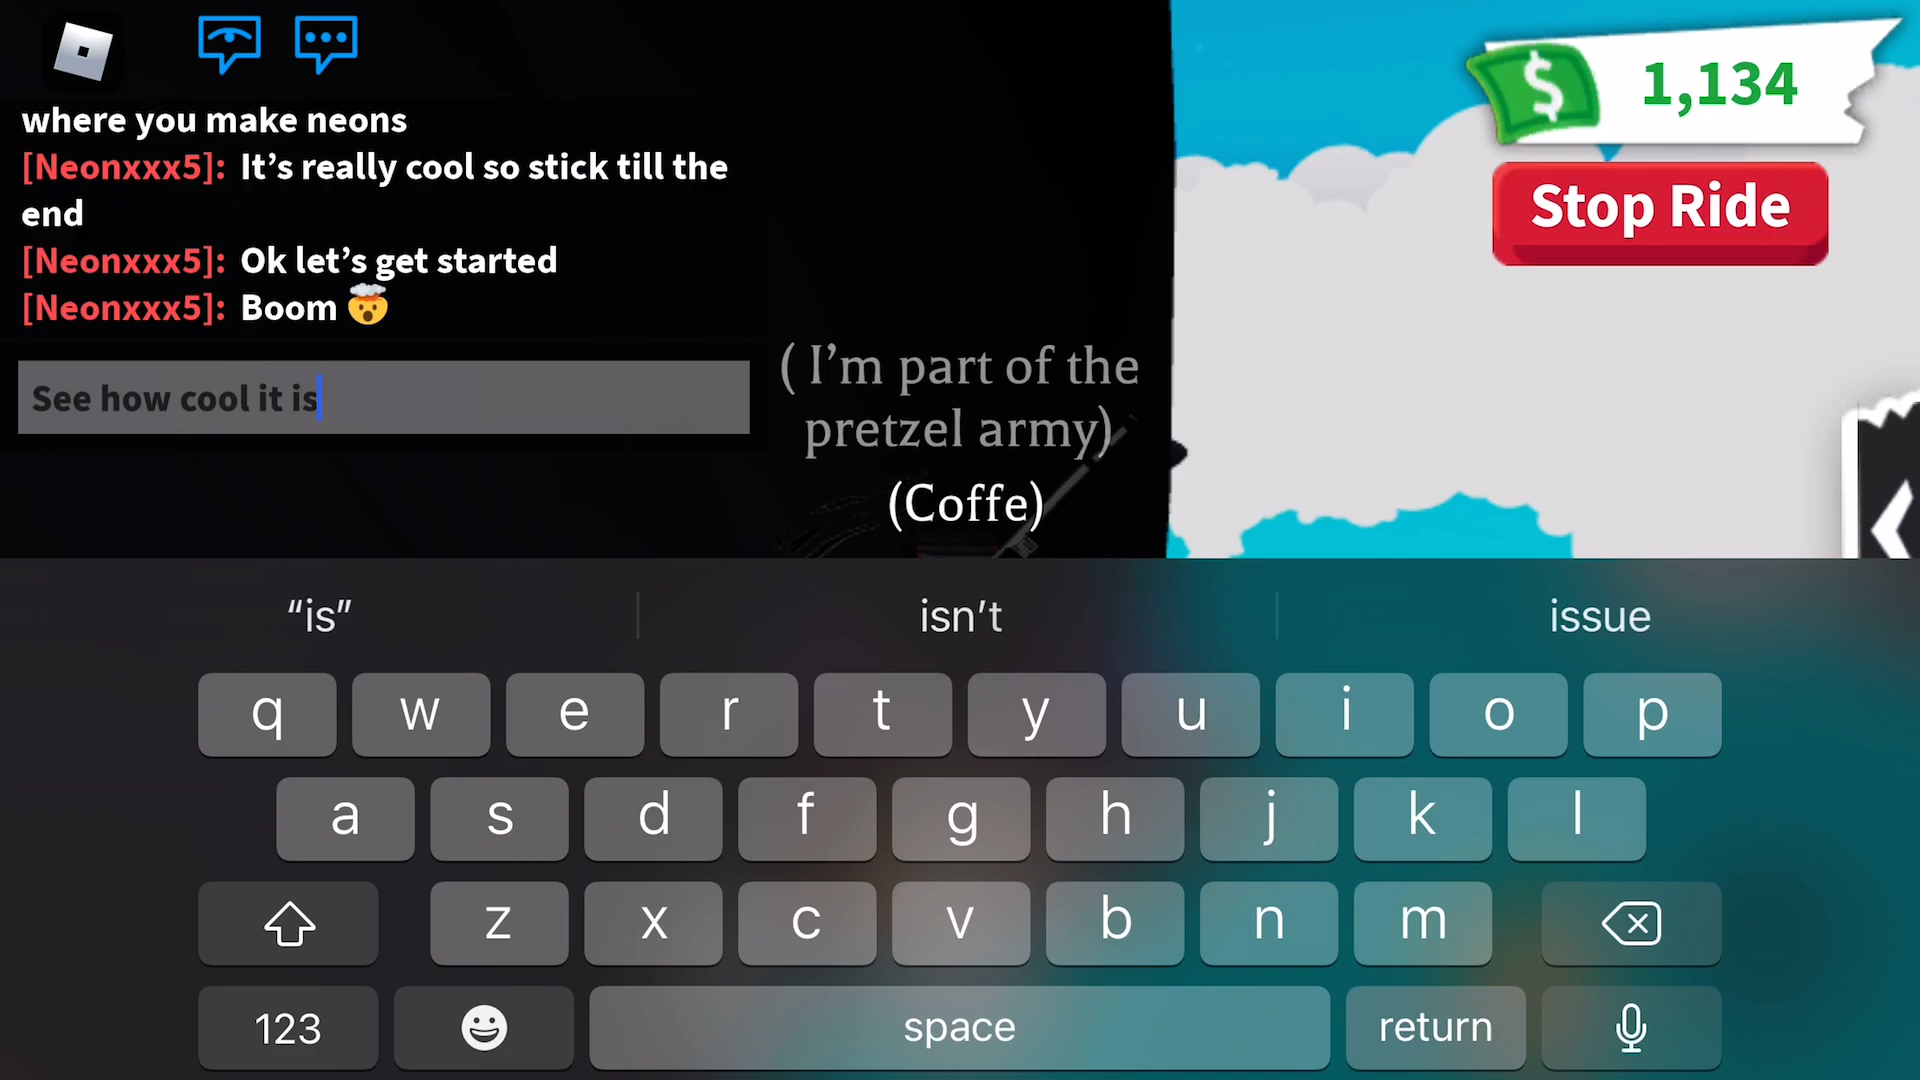 where you make neons
[Neonxxx5]: It’s really cool so stick till the
end
[Neonxxx5]: Ok let’s get started
[Neonxxx5]: Boom 🤯
See how cool it is
1,134
Stop Ride
( I’m part of the
pretzel army)
(Coffe)
“is” isn’t issue
q w e r t y u i o p
a s d f g h j k l
z x c v b n m
123 space return